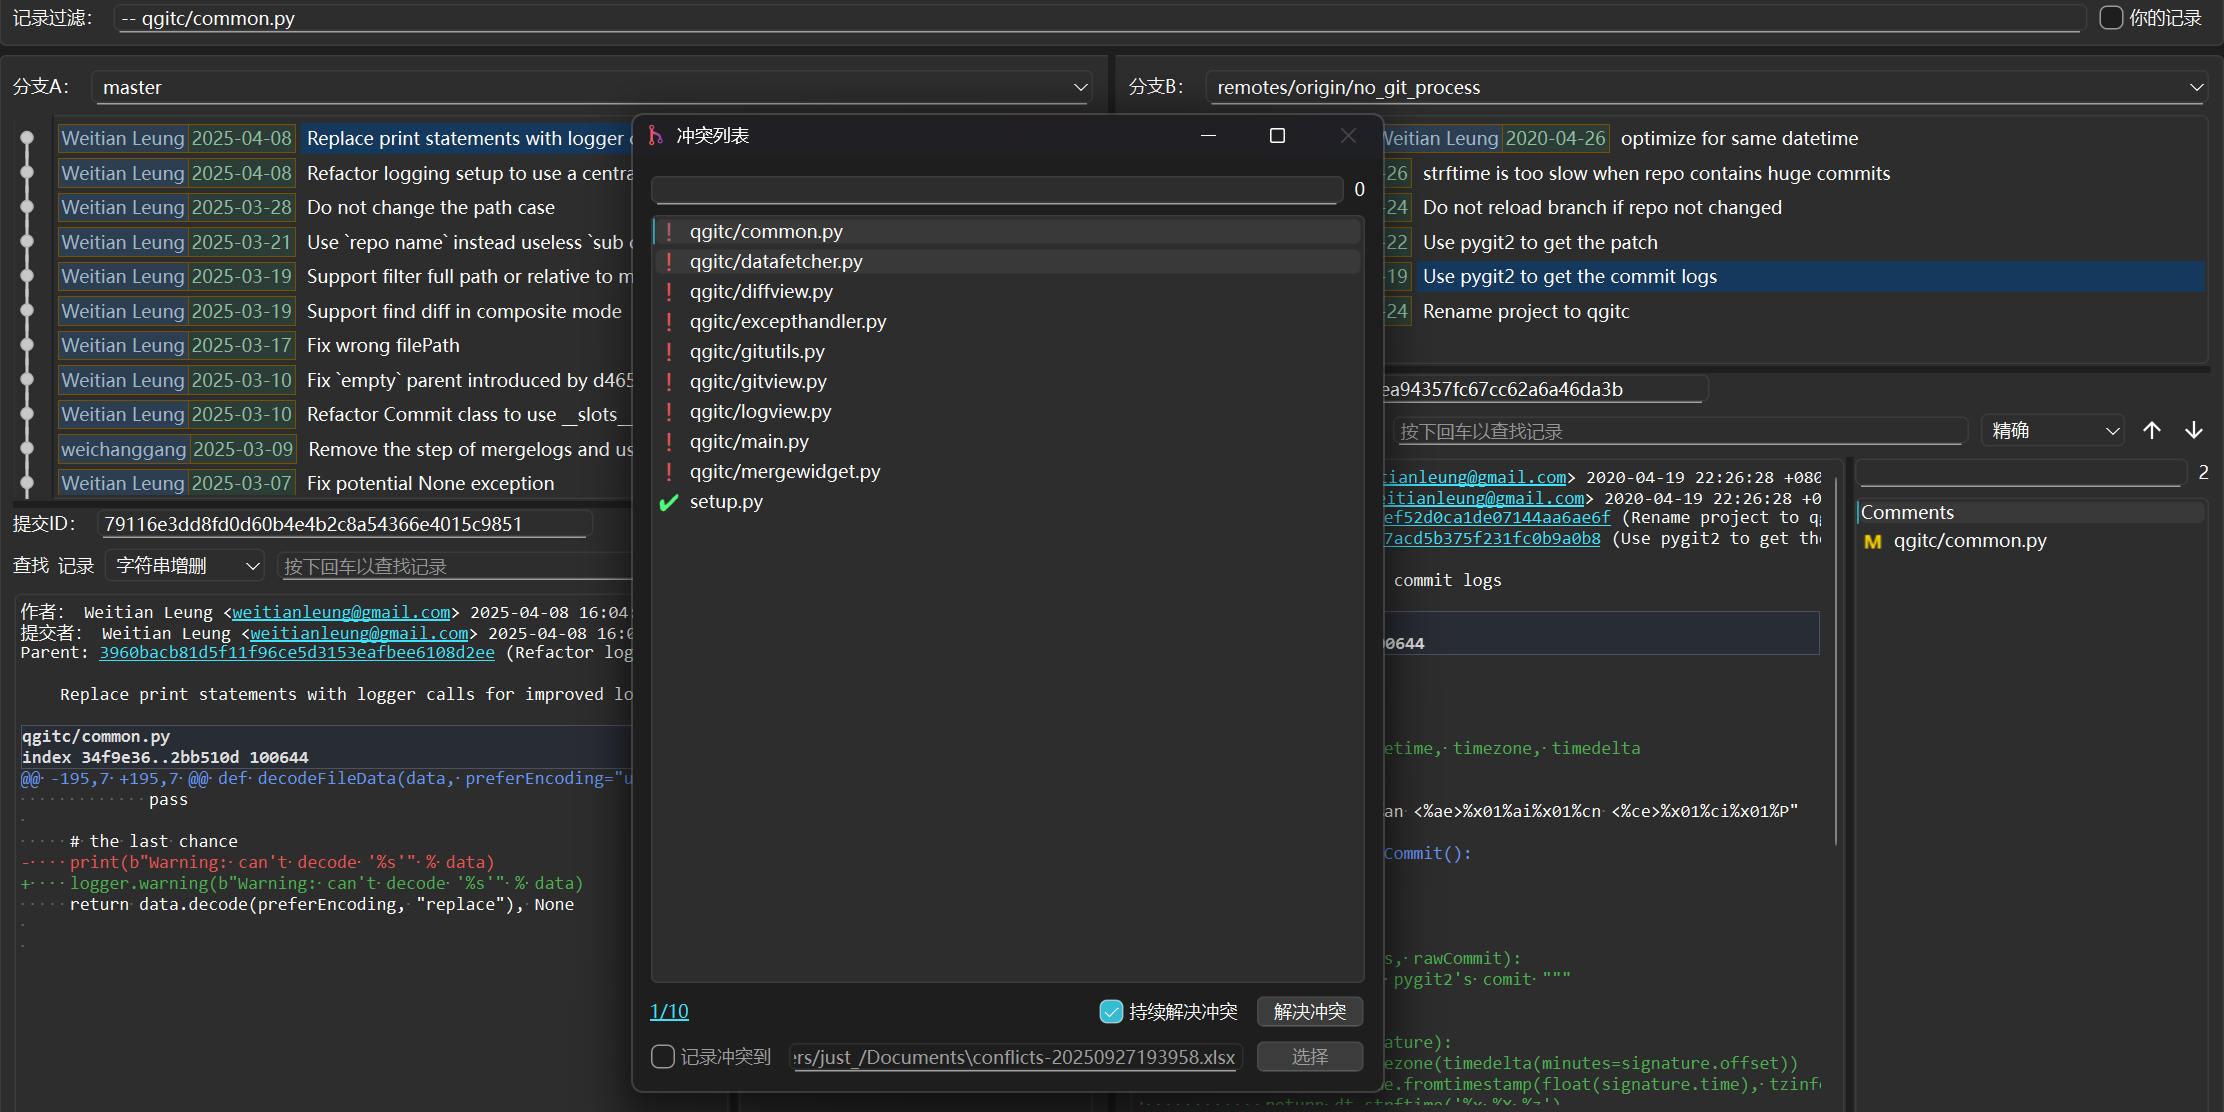 记录过滤：
-- qgitc/common.py
你的记录
分支A：
master
分支B：
remotes/origin/no_git_process
Weitian Leung 2025-04-08 Replace print statements with logger
Weitian Leung 2025-04-08 Refactor logging setup to use a centra
Weitian Leung 2025-03-28 Do not change the path case
Weitian Leung 2025-03-21 Use `repo name` instead useless `sub
Weitian Leung 2025-03-19 Support filter full path or relative to m
Weitian Leung 2025-03-19 Support find diff in composite mode
Weitian Leung 2025-03-17 Fix wrong filePath
Weitian Leung 2025-03-10 Fix `empty` parent introduced by d465
Weitian Leung 2025-03-10 Refactor Commit class to use __slots__
weichanggang 2025-03-09 Remove the step of mergelogs and us
Weitian Leung 2025-03-07 Fix potential None exception
提交ID：
79116e3dd8fd0d60b4e4b2c8a54366e4015c9851
查找 记录
字符串增删
按下回车以查找记录
作者： Weitian Leung <weitianleung@gmail.com> 2025-04-08 16:04:
提交者： Weitian Leung <weitianleung@gmail.com> 2025-04-08 16:0
Parent: 3960bacb81d5f11f96ce5d3153eafbee6108d2ee (Refactor log
Replace print statements with logger calls for improved lo
qgitc/common.py
index 34f9e36..2bb510d 100644
@@ -195,7 +195,7 @@ def decodeFileData(data, preferEncoding="u
pass
# the last chance
- print(b"Warning: can't decode '%s'" % data)
+ logger.warning(b"Warning: can't decode '%s'" % data)
return data.decode(preferEncoding, "replace"), None
冲突列表
0
! qgitc/common.py
! qgitc/datafetcher.py
! qgitc/diffview.py
! qgitc/excepthandler.py
! qgitc/gitutils.py
! qgitc/gitview.py
! qgitc/logview.py
! qgitc/main.py
! qgitc/mergewidget.py
setup.py
1/10
持续解决冲突
解决冲突
记录冲突到
ers/just_/Documents\conflicts-20250927193958.xlsx
选择
Weitian Leung 2020-04-26 optimize for same datetime
-26 strftime is too slow when repo contains huge commits
-24 Do not reload branch if repo not changed
-22 Use pygit2 to get the patch
-19 Use pygit2 to get the commit logs
-24 Rename project to qgitc
ea94357fc67cc62a6a46da3b
按下回车以查找记录
精确
tianleung@gmail.com> 2020-04-19 22:26:28 +080
eitianleung@gmail.com> 2020-04-19 22:26:28 +0
ef52d0ca1de07144aa6ae6f (Rename project to qg
7acd5b375f231fc0b9a0b8 (Use pygit2 to get the
commit logs
00644
etime, timezone, timedelta
an <%ae>%x01%ai%x01%cn <%ce>%x01%ci%x01%P"
Commit():
s, rawCommit):
pygit2's comit """
ature):
ezone(timedelta(minutes=signature.offset))
e.fromtimestamp(float(signature.time), tzinfo
return dt.strftime('%x %X %z')
2
Comments
M qgitc/common.py